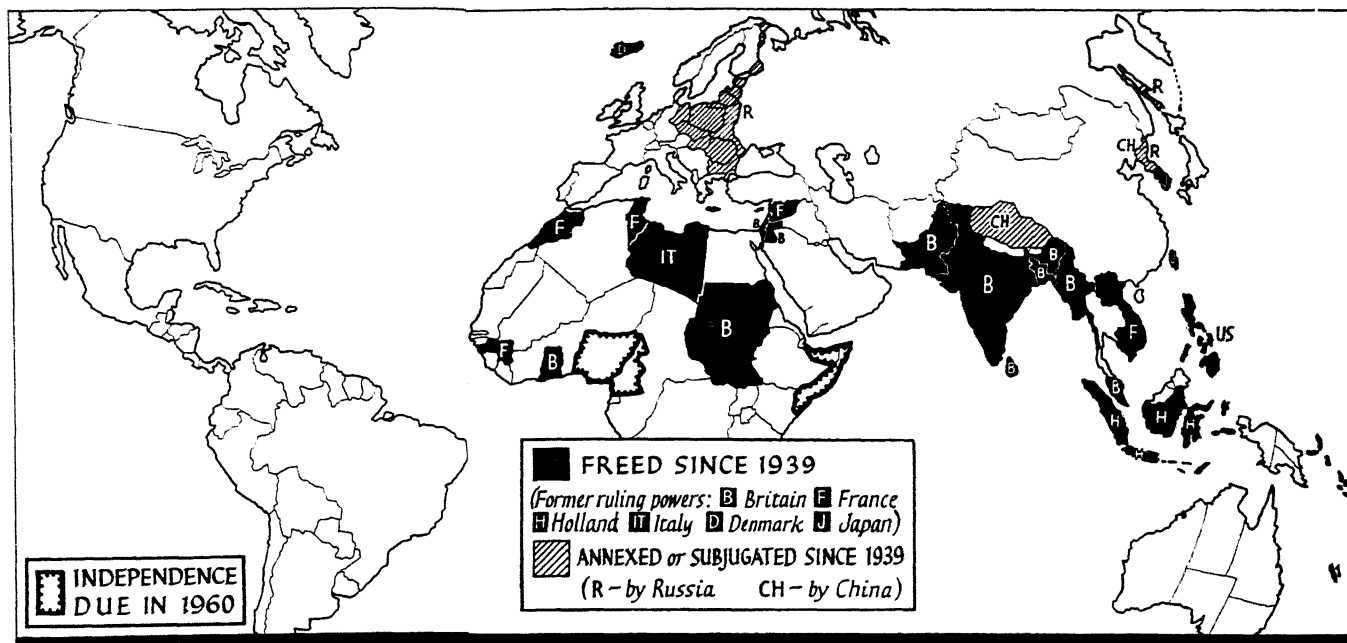 D
R
R
CH
R
J
F
F
F
B
B
IT
CH
B
B
B
B
B
B
F
B
F
B
US
B
H
H
H
H
FREED SINCE 1939
(Former ruling powers: B Britain F France
H Holland IT Italy D Denmark J Japan)
ANNEXED or SUBJUGATED SINCE 1939
(R – by Russia CH – by China)
INDEPENDENCE
DUE IN 1960